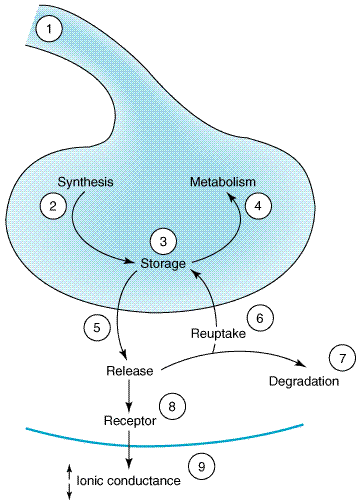 1
Synthesis Metabolism
2 4
3
Storage
5 6
Reuptake
7
Release
Degradation
8
Receptor
9
Ionic conductance